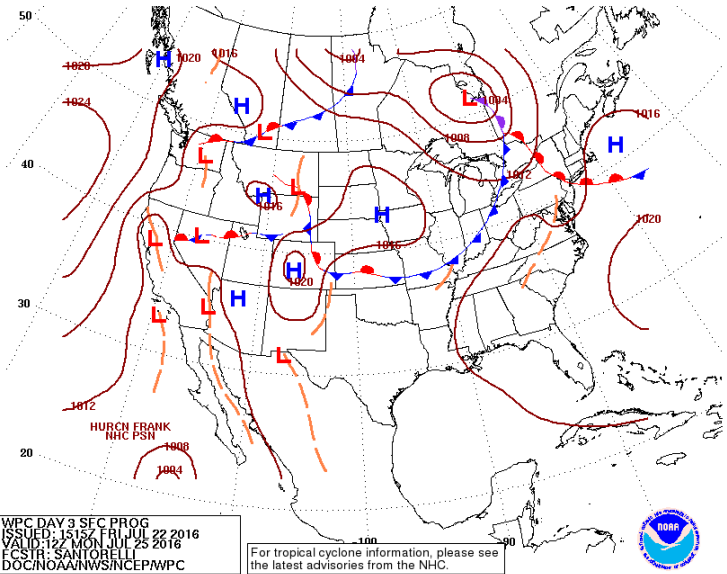 50
1020
1016
1004
1020
1024
1004
1016
1008
40
1012
1016
1016
1020
1020
30
1012
HURCN FRANK
NHC PSN
1008
1004
20
-90
WPC DAY 3 SFC PROG
ISSUED: 1515Z FRI JUL 22 2016
VALID: 12Z MON JUL 25 2016
FCSTR: SANTORELLI
DOC/NOAA/NWS/NCEP/WPC
For tropical cyclone information, please see
the latest advisories from the NHC.
NOAA
H
H
H
H
H
H
H
L
L
L
L
L
L
L
L
L